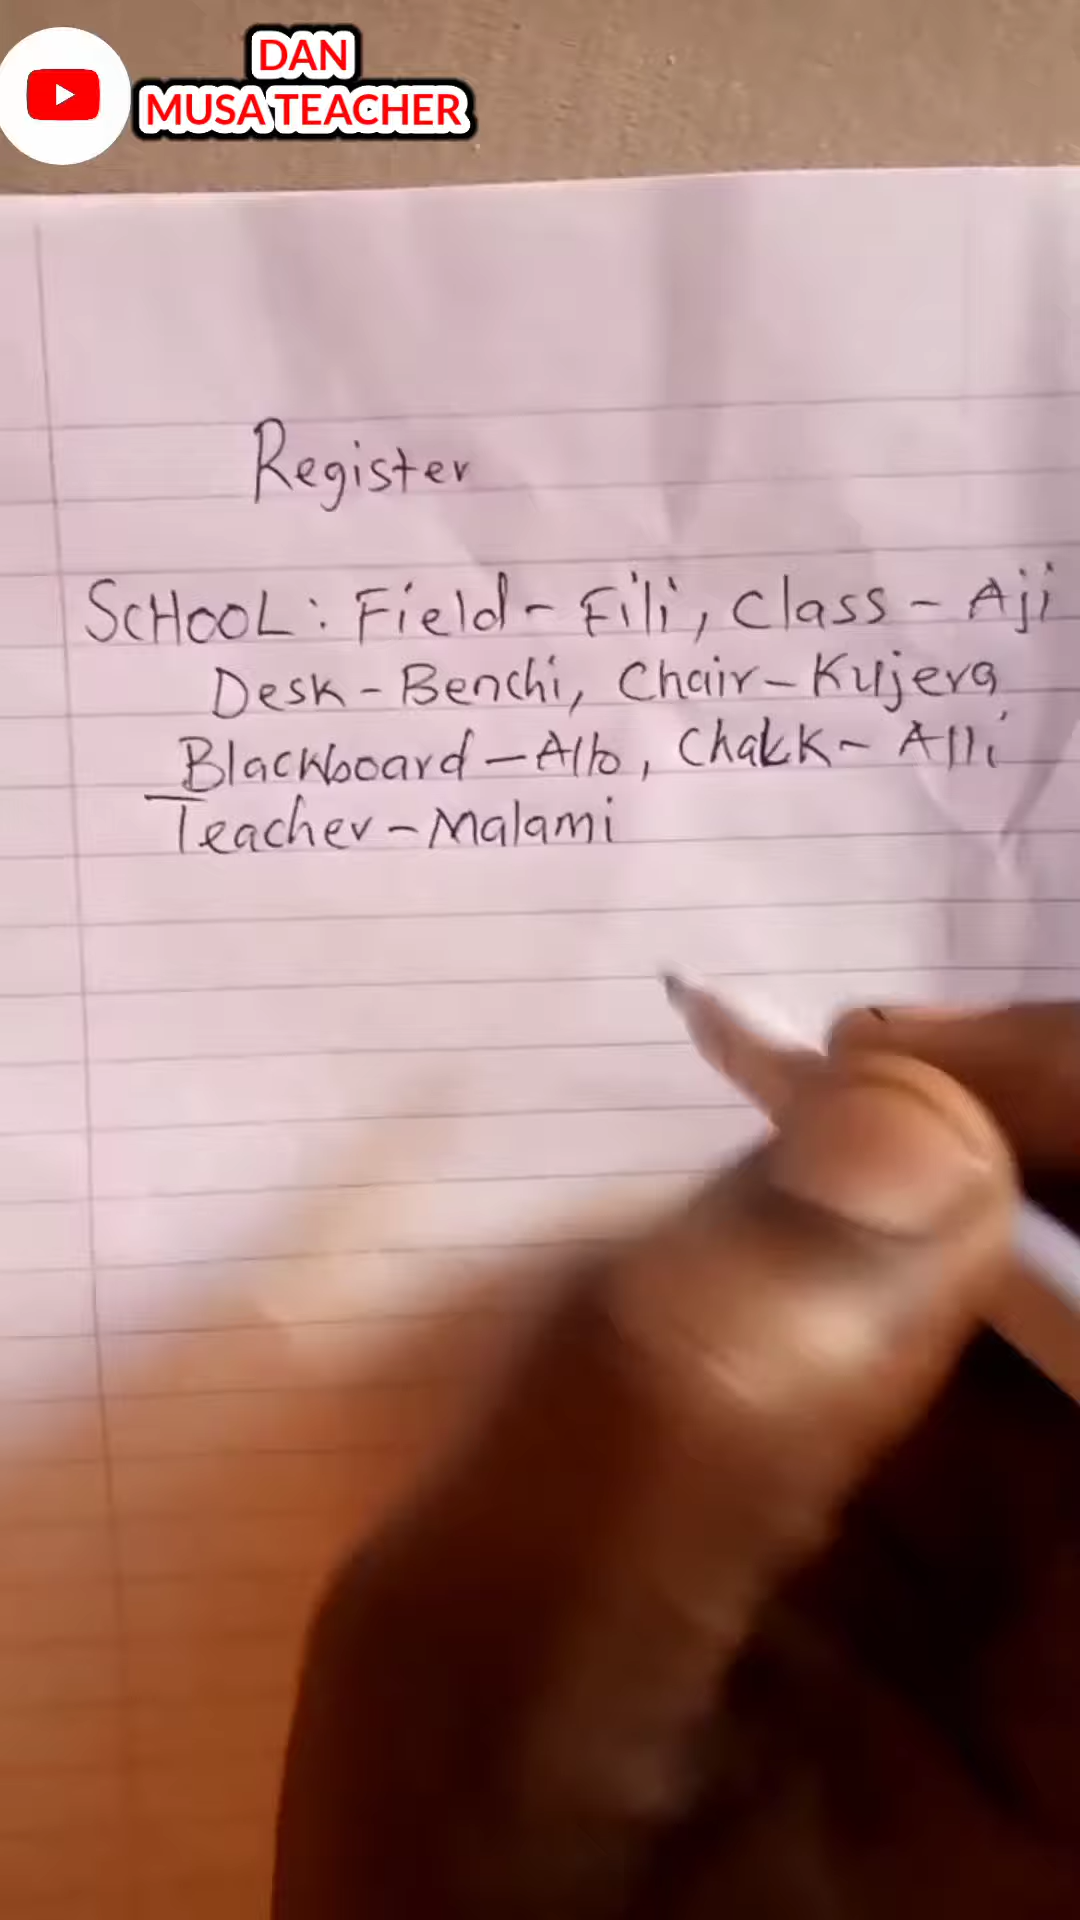 DAN
MUSA TEACHER
Register
SCHOOL: Field - Fili, Class - Aji
Desk - Benchi, Chair - Kujera
Blackboard - Allo, Chalk - Alli
Teacher - Malami